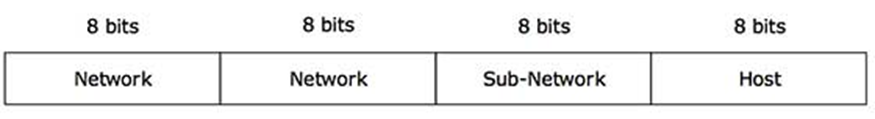 8 bits 8 bits 8 bits 8 bits
Network Network Sub-Network Host